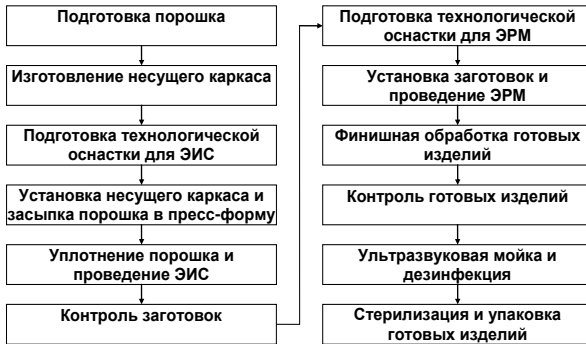 Подготовка порошка
Изготовление несущего каркаса
Подготовка технологической
оснастки для ЭИС
Установка несущего каркаса и
засыпка порошка в пресс-форму
Уплотнение порошка и
проведение ЭИС
Контроль заготовок
Подготовка технологической
оснастки для ЭРМ
Установка заготовок и
проведение ЭРМ
Финишная обработка готовых
изделий
Контроль готовых изделий
Ультразвуковая мойка и
дезинфекция
Стерилизация и упаковка
готовых изделий